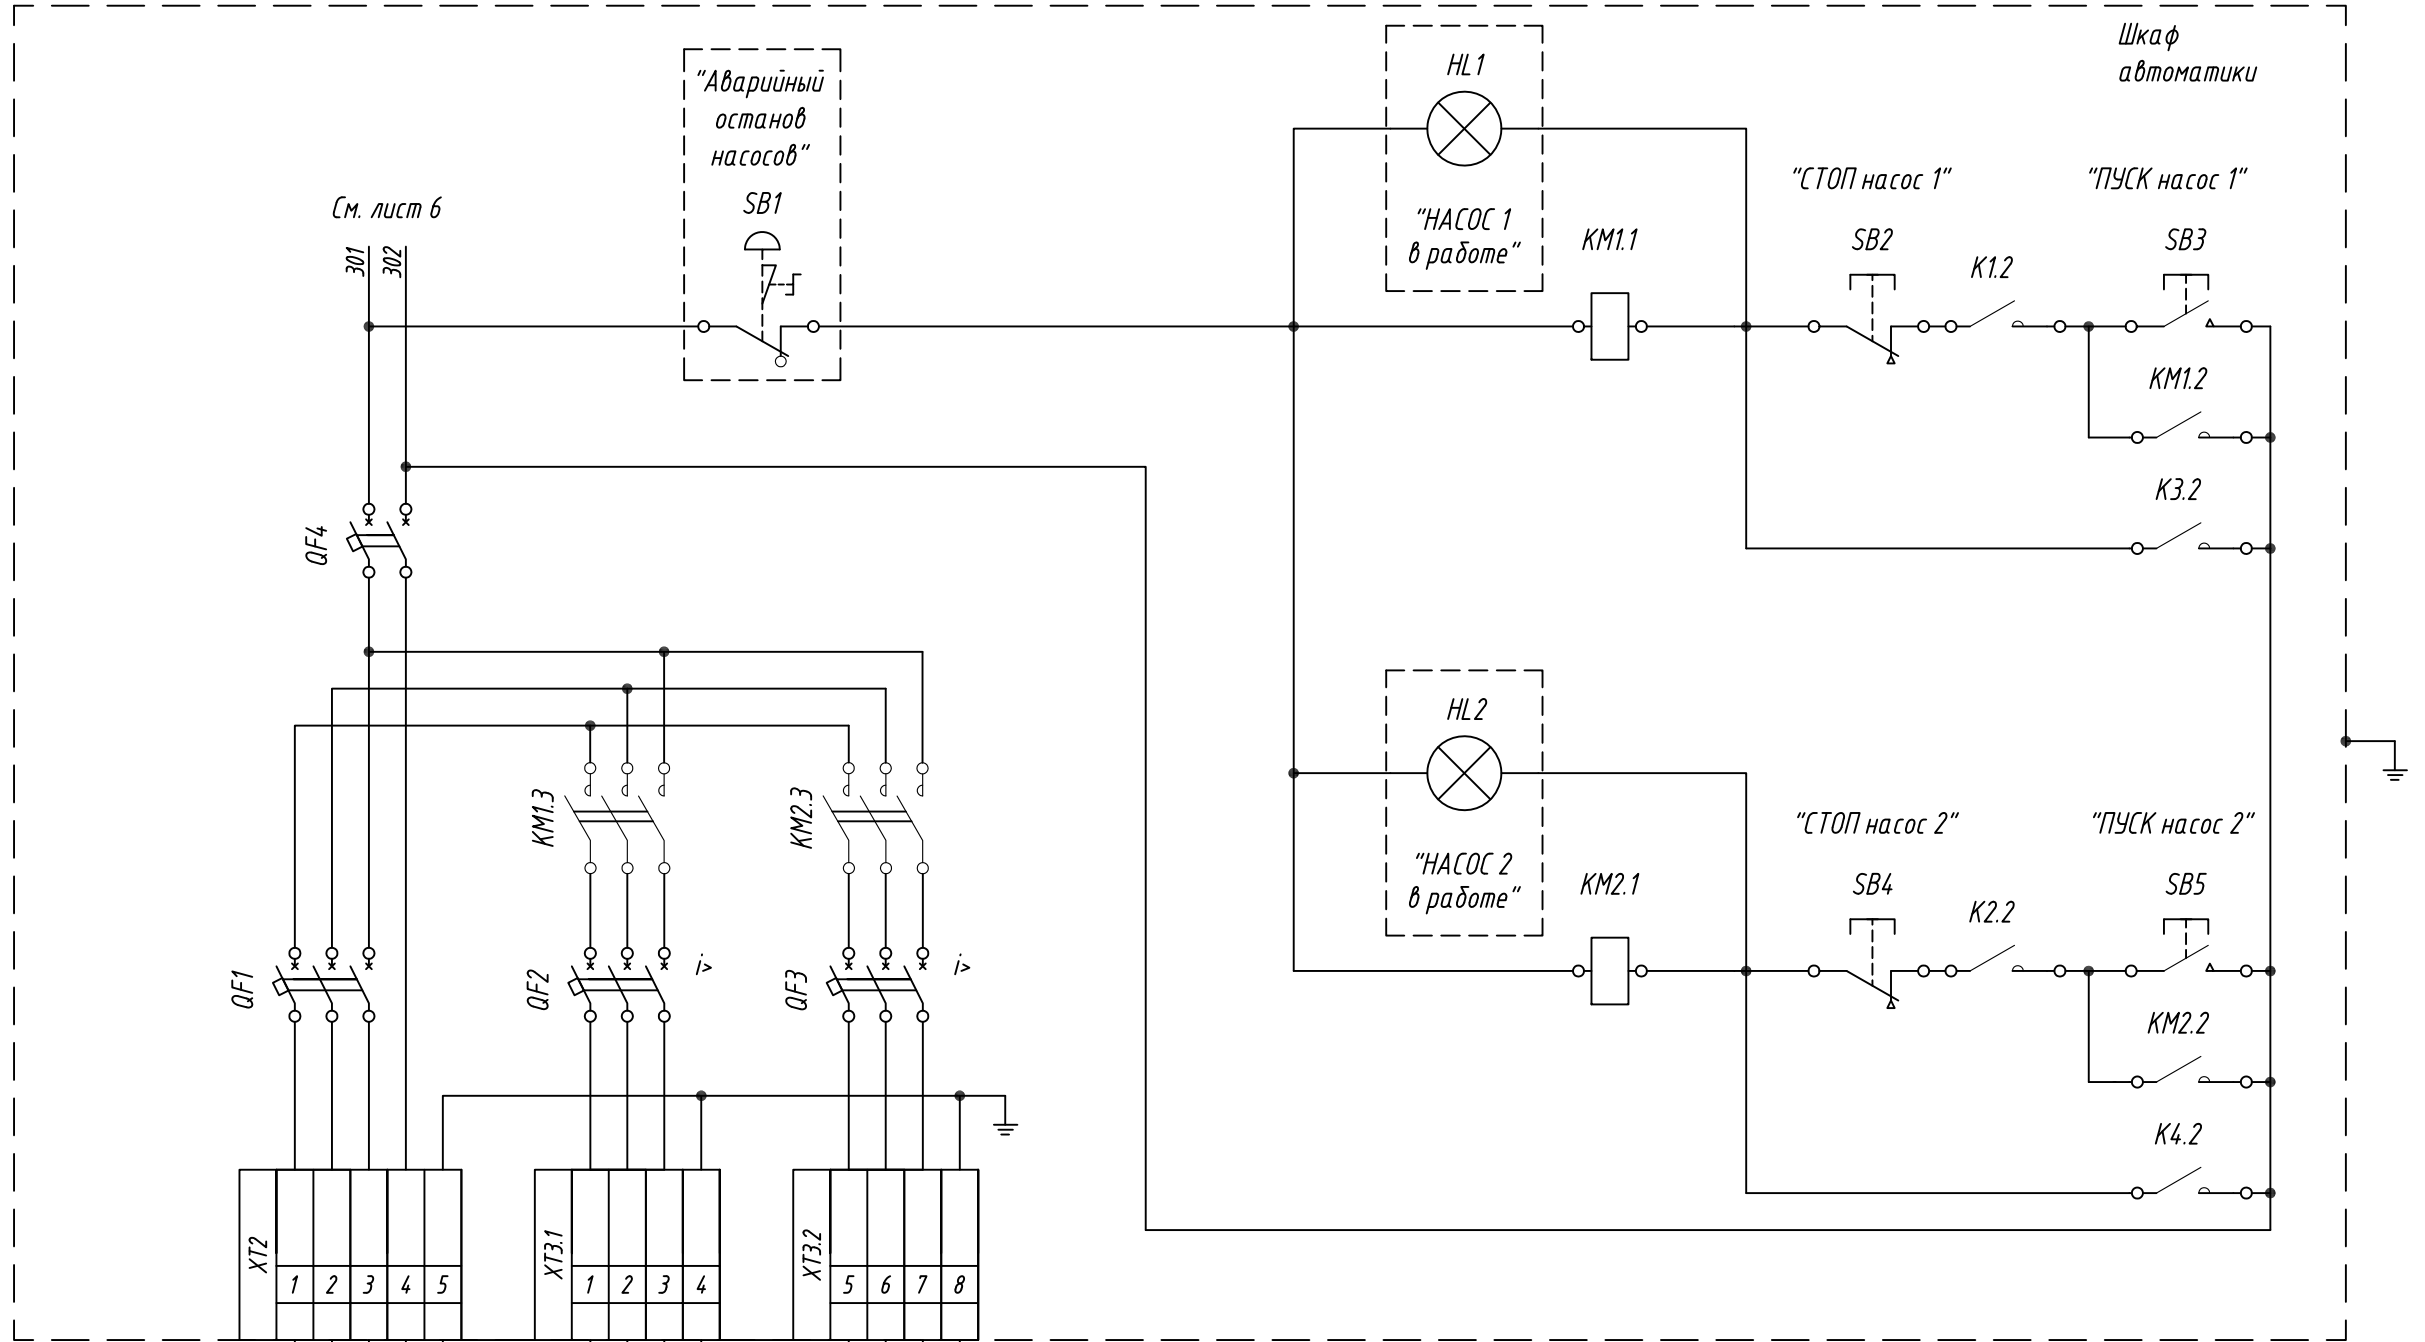 Шкаф
автоматики
HL1
"Аварийный
останов
насосов"
SB1
"НАСОС 1
в работе"
См. лист 6
301
302
KM1.1
"СТОП насос 1"
SB2
K1.2
"ПУСК насос 1"
SB3
KM1.2
K3.2
QF4
HL2
"НАСОС 2
в работе"
KM2.1
"СТОП насос 2"
SB4
K2.2
"ПУСК насос 2"
SB5
KM2.2
K4.2
KM1.3
KM2.3
QF1
QF2
i>
QF3
i>
XT2
1 2 3 4 5
XT3.1
1 2 3 4
XT3.2
5 6 7 8